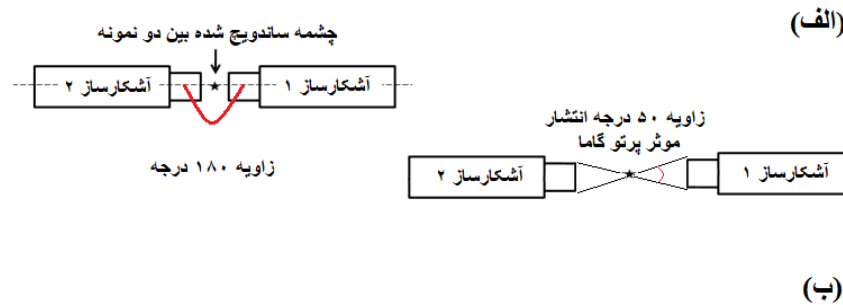 (الف)
چشمه ساندویچ شده بین دو نمونه
آشکارساز ۲
آشکارساز ۱
زاویه ۱۸۰ درجه
زاویه ۵۰ درجه انتشار
موثر پرتو گاما
آشکارساز ۲
آشکارساز ۱
(ب)